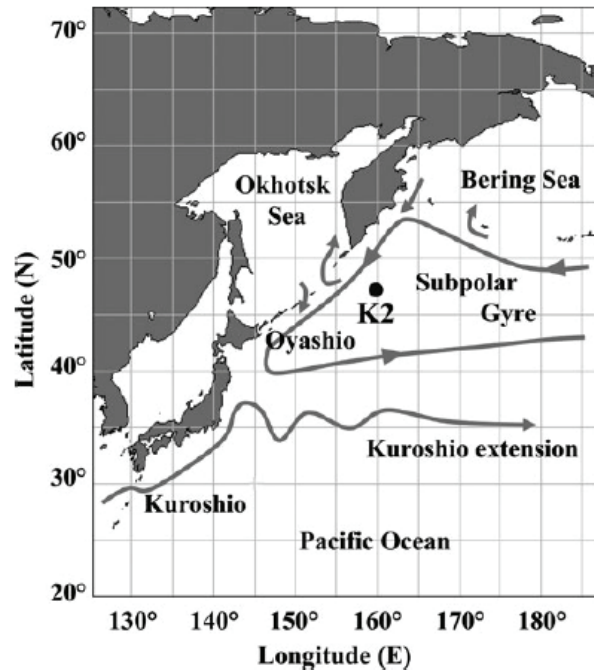 70°
60°
Okhotsk
Sea
Bering Sea
50°
Subpolar
Gyre
K2
Oyashio
40°
Kuroshio extension
30°
Kuroshio
Pacific Ocean
20°
130° 140° 150° 160° 170° 180°
Longitude (E)
Latitude (N)